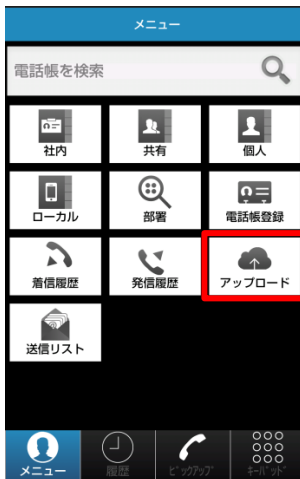 メニュー
電話帳を検索
社内 共有 個人
ローカル 部署 電話帳登録
着信履歴 発信履歴 アップロード
送信リスト
メニュー 履歴 ﾋﾟｯｸｱｯﾌﾟ ｷｰﾊﾟｯﾄﾞ